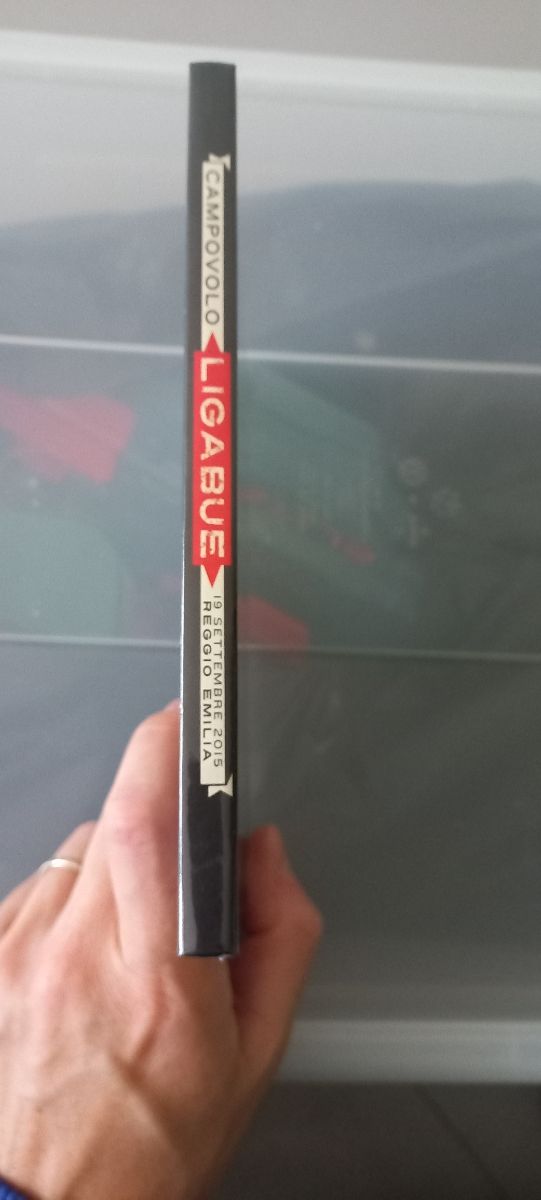 CAMPOVOLO
LIGABUE
19 SETTEMBRE 2015
REGGIO EMILIA